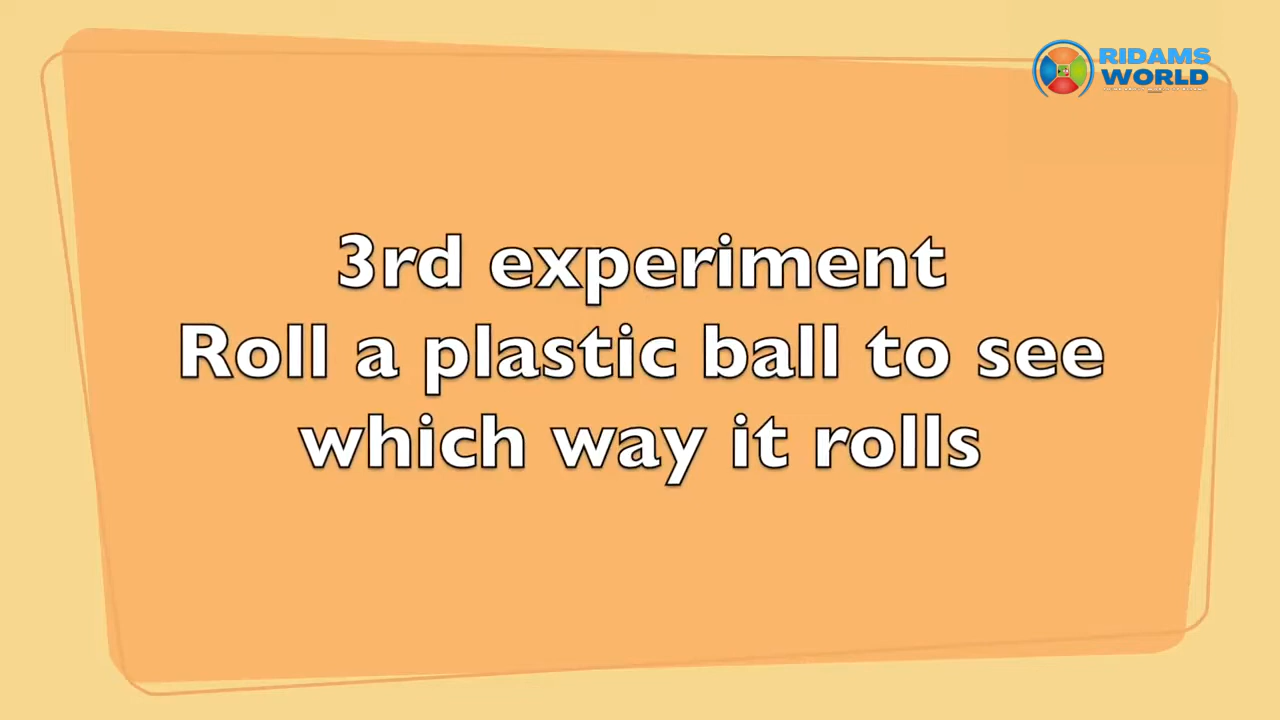 RIDAMS
WORLD
3rd experiment
Roll a plastic ball to see
which way it rolls